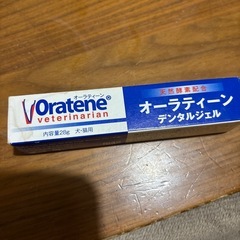 オーラティーン®
Oratene®
veterinarian
内容量28g 犬・猫用
天然酵素配合
オーラティーン
デンタルジェル